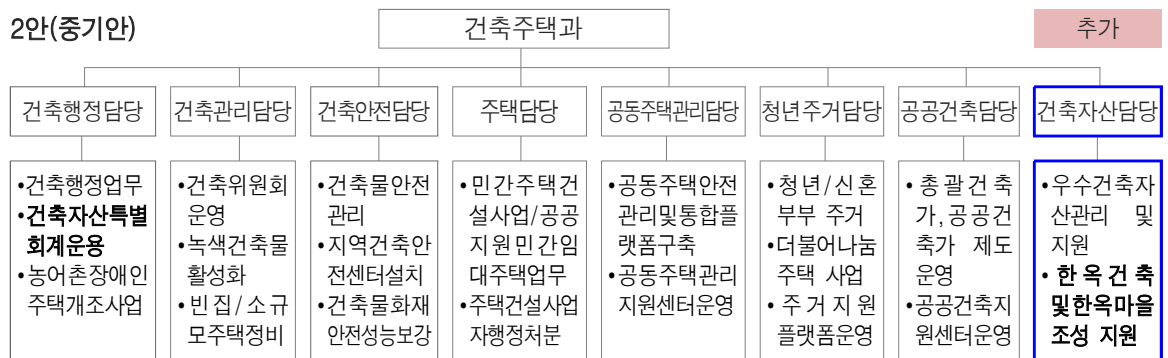 2안(중기안)
건축주택과
추가
건축행정담당
건축관리담당
건축안전담당
주택담당
공동주택관리담당
청년주거담당
공공건축담당
건축자산담당
•건축행정업무
•건축자산특별
회계운용
•농어촌장애인
주택개조사업
•건축위원회
운영
•녹색건축물
활성화
•빈집/소규
모주택정비
•건축물안전
관리
•지역건축안
전센터설치
•건축물화재
안전성능보강
•민간주택건
설사업/공공
지원민간임
대주택업무
•주택건설사업
자행정처분
•공동주택안전
관리및통합플
랫폼구축
•공동주택관리
지원센터운영
•청년/신혼
부부 주거
•더불어나눔
주택 사업
•주거지원
플랫폼운영
•총괄건축
가,공공건
축가 제도
운영
•공공건축지
원센터운영
•우수건축자
산관리 및
지원
•한옥건축
및한옥마을
조성 지원